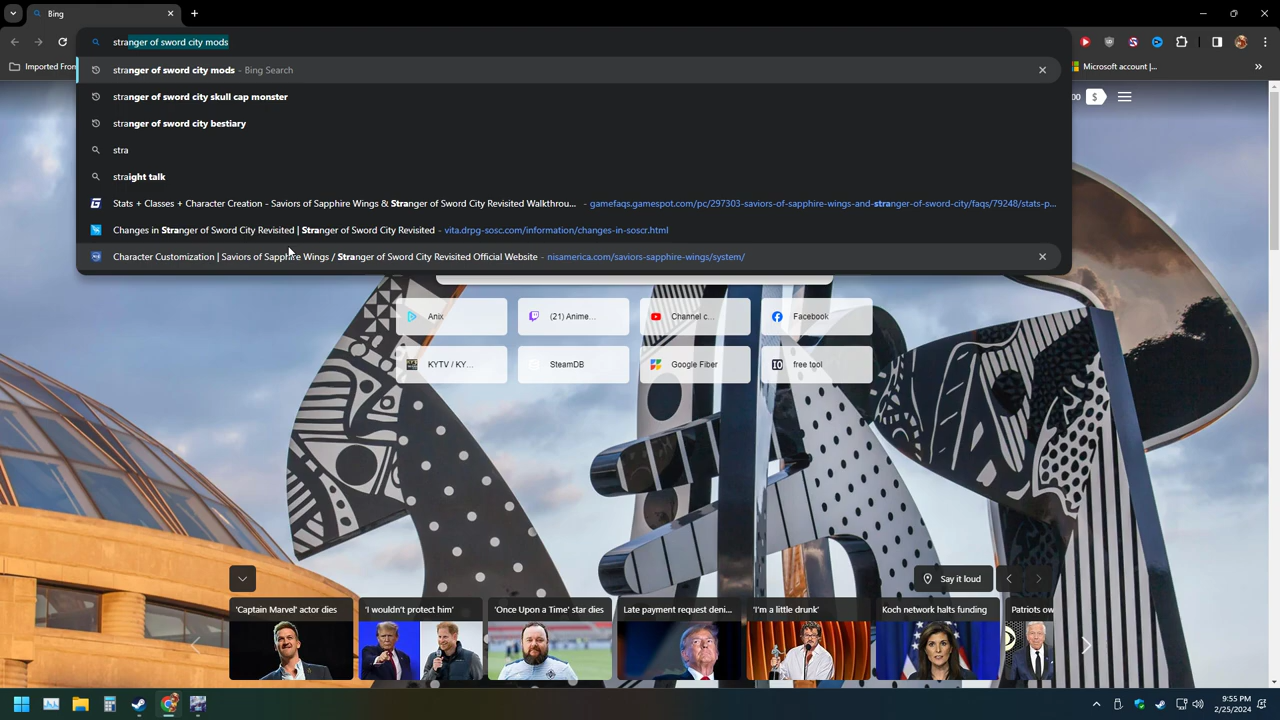 Bing
stranger of sword city mods
Imported From
Microsoft account |...
stranger of sword city mods - Bing Search
stranger of sword city skull cap monster
stranger of sword city bestiary
stra
straight talk
Stats + Classes + Character Creation - Saviors of Sapphire Wings & Stranger of Sword City Revisited Walkthrou... - gamefaqs.gamespot.com/pc/297303-saviors-of-sapphire-wings-and-stranger-of-sword-city/faqs/79248/stats-p...
Changes in Stranger of Sword City Revisited | Stranger of Sword City Revisited - vita.drpg-sosc.com/information/changes-in-soscr.html
Character Customization | Saviors of Sapphire Wings / Stranger of Sword City Revisited Official Website - nisamerica.com/saviors-sapphire-wings/system/
Anix
(21) Anime...
Channel c...
Facebook
KYTV / KY...
SteamDB
Google Fiber
free tool
Say it loud
'Captain Marvel' actor dies
'I wouldn't protect him'
'Once Upon a Time' star dies
Late payment request deni...
'I'm a little drunk'
Koch network halts funding
Patriots ow
9:55 PM
2/25/2024